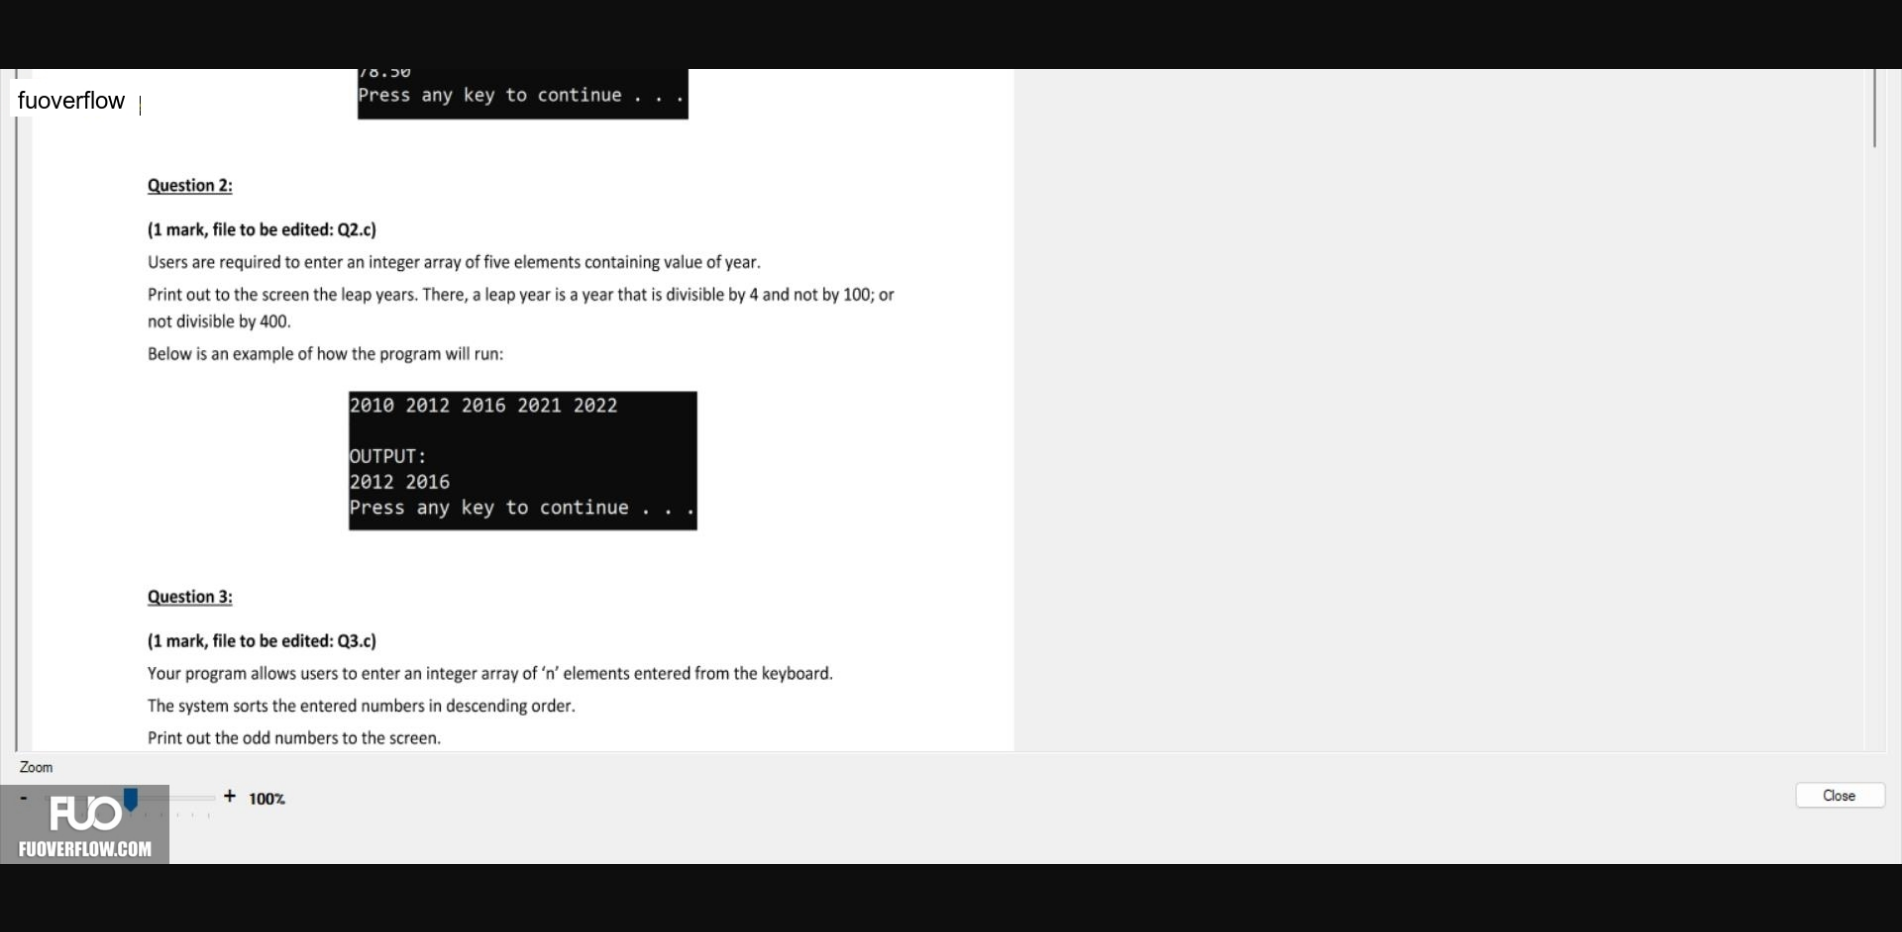 78.50
Press any key to continue . . .
fuoverflow
Question 2:
(1 mark, file to be edited: Q2.c)
Users are required to enter an integer array of five elements containing value of year.
Print out to the screen the leap years. There, a leap year is a year that is divisible by 4 and not by 100; or
not divisible by 400.
Below is an example of how the program will run:
2010 2012 2016 2021 2022
OUTPUT:
2012 2016
Press any key to continue . . .
Question 3:
(1 mark, file to be edited: Q3.c)
Your program allows users to enter an integer array of ‘n’ elements entered from the keyboard.
The system sorts the entered numbers in descending order.
Print out the odd numbers to the screen.
Zoom
- + 100%
Close
FUO
FUOVERFLOW.COM